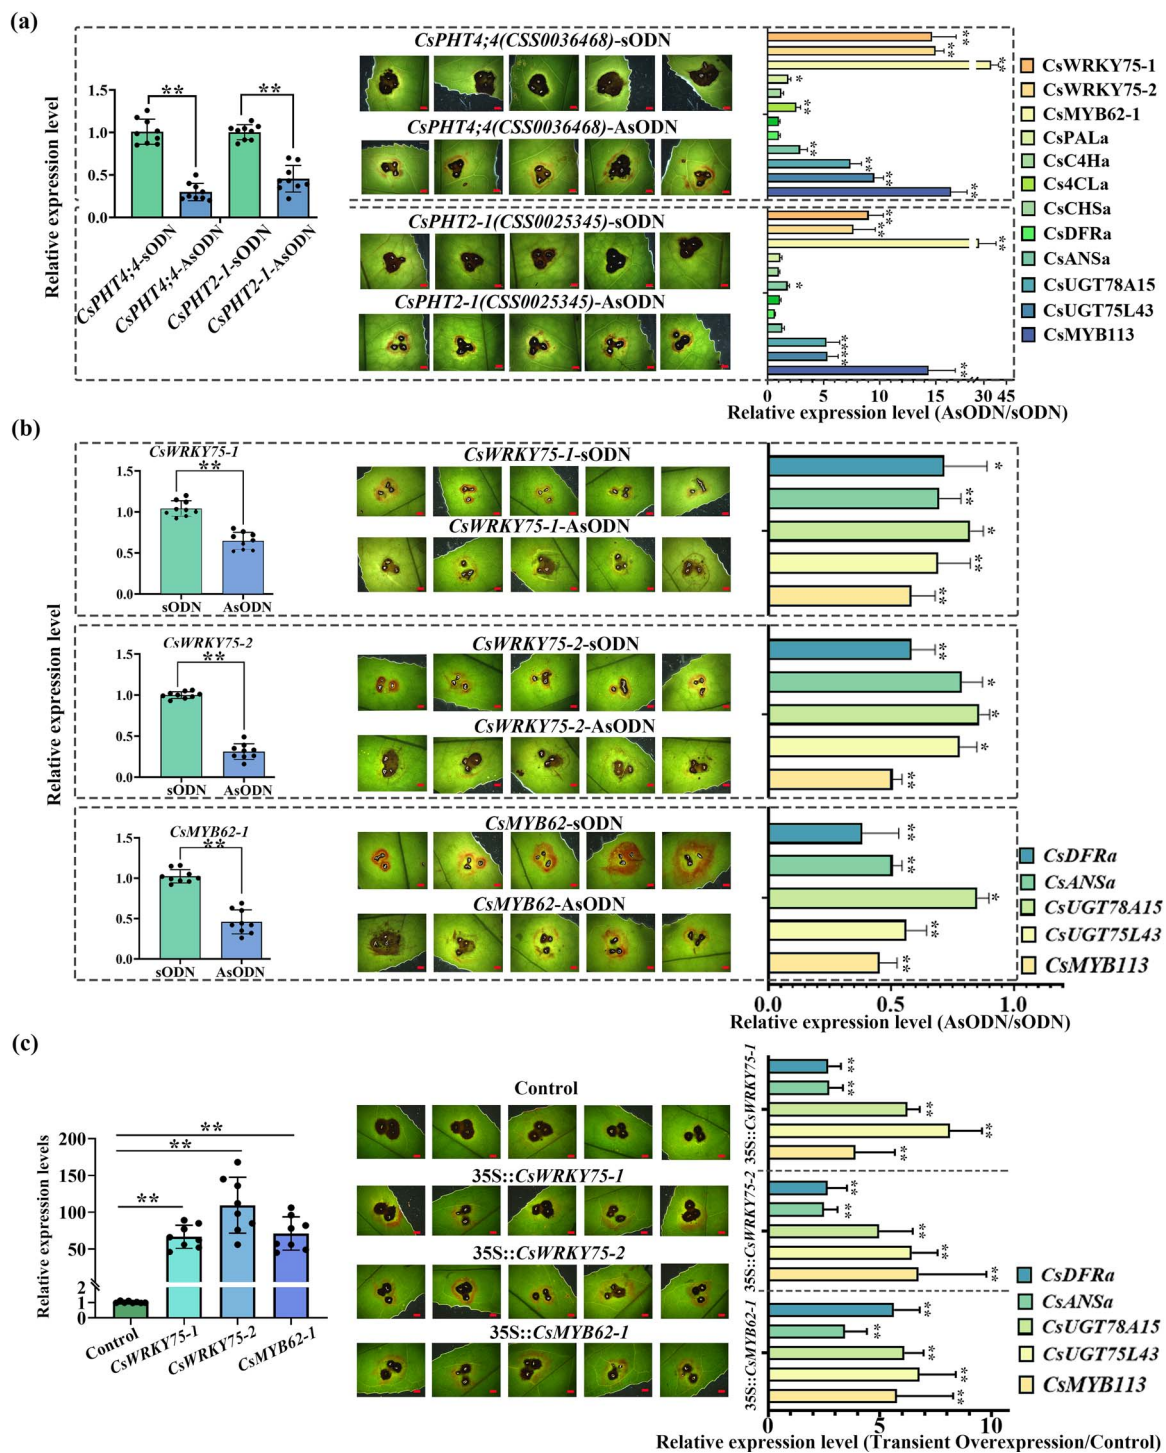 (a)
CsPHT4;4(CSS0036468)-sODN
CsPHT4;4(CSS0036468)-AsODN
CsPHT2-1(CSS0025345)-sODN
CsPHT2-1(CSS0025345)-AsODN
Relative expression level
1.5
1.0
0.5
0.0
** **
CsPHT4;4-sODN
CsPHT4;4-AsODN
CsPHT2-1-sODN
CsPHT2-1-AsODN
** 
**
**
*
**
**
**
**
**
**
**
**
*
**
**
**
CsWRKY75-1
CsWRKY75-2
CsMYB62-1
CsPALa
CsC4Ha
Cs4CLa
CsCHSa
CsDFRa
CsANSa
CsUGT78A15
CsUGT75L43
CsMYB113
0 5 10 15 30 45
Relative expression level (AsODN/sODN)
(b)
Relative expression level
CsWRKY75-1
**
1.5
1.0
0.5
0.0
sODN AsODN
CsWRKY75-1-sODN
CsWRKY75-1-AsODN
*
**
*
**
**
CsWRKY75-2
**
1.5
1.0
0.5
0.0
sODN AsODN
CsWRKY75-2-sODN
CsWRKY75-2-AsODN
**
*
*
*
**
CsMYB62-1
**
1.5
1.0
0.5
0.0
sODN AsODN
CsMYB62-sODN
CsMYB62-AsODN
**
**
*
**
**
CsDFRa
CsANSa
CsUGT78A15
CsUGT75L43
CsMYB113
0.0 0.5 1.0
Relative expression level (AsODN/sODN)
(c)
Relative expression levels
200
150
100
50
2
1
0
**
**
**
Control
CsWRKY75-1
CsWRKY75-2
CsMYB62-1
Control
35S::CsWRKY75-1
35S::CsWRKY75-2
35S::CsMYB62-1
35S::CsWRKY75-1
**
**
**
**
**
35S::CsWRKY75-2
**
**
**
**
**
35S::CsMYB62-1
**
**
**
**
**
CsDFRa
CsANSa
CsUGT78A15
CsUGT75L43
CsMYB113
0 5 10
Relative expression level (Transient Overexpression/Control)